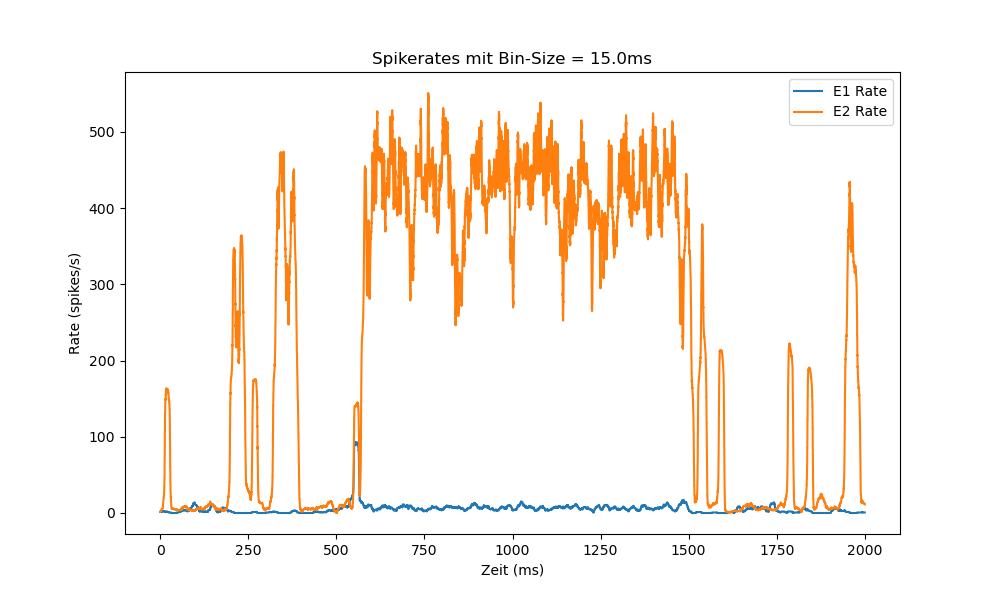 Spikerates mit Bin-Size = 15.0ms
E1 Rate
E2 Rate
Rate (spikes/s)
500
400
300
200
100
0
0 250 500 750 1000 1250 1500 1750 2000
Zeit (ms)